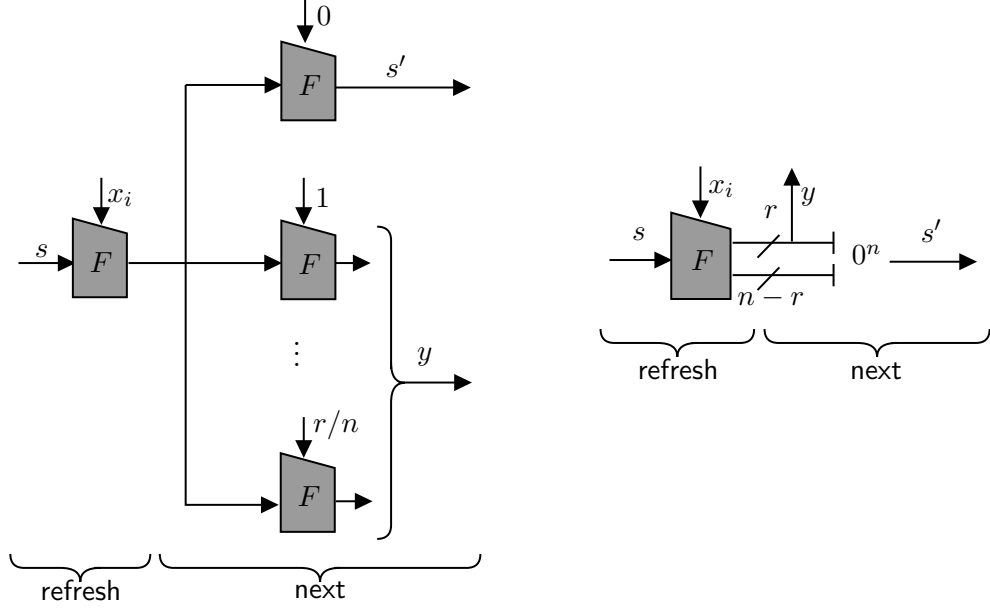 0
F
s′
x_i
s
F
1
F
⋮
y
r/n
F
refresh
next
x_i
s
F
r
y
n − r
0^n
s′
refresh
next